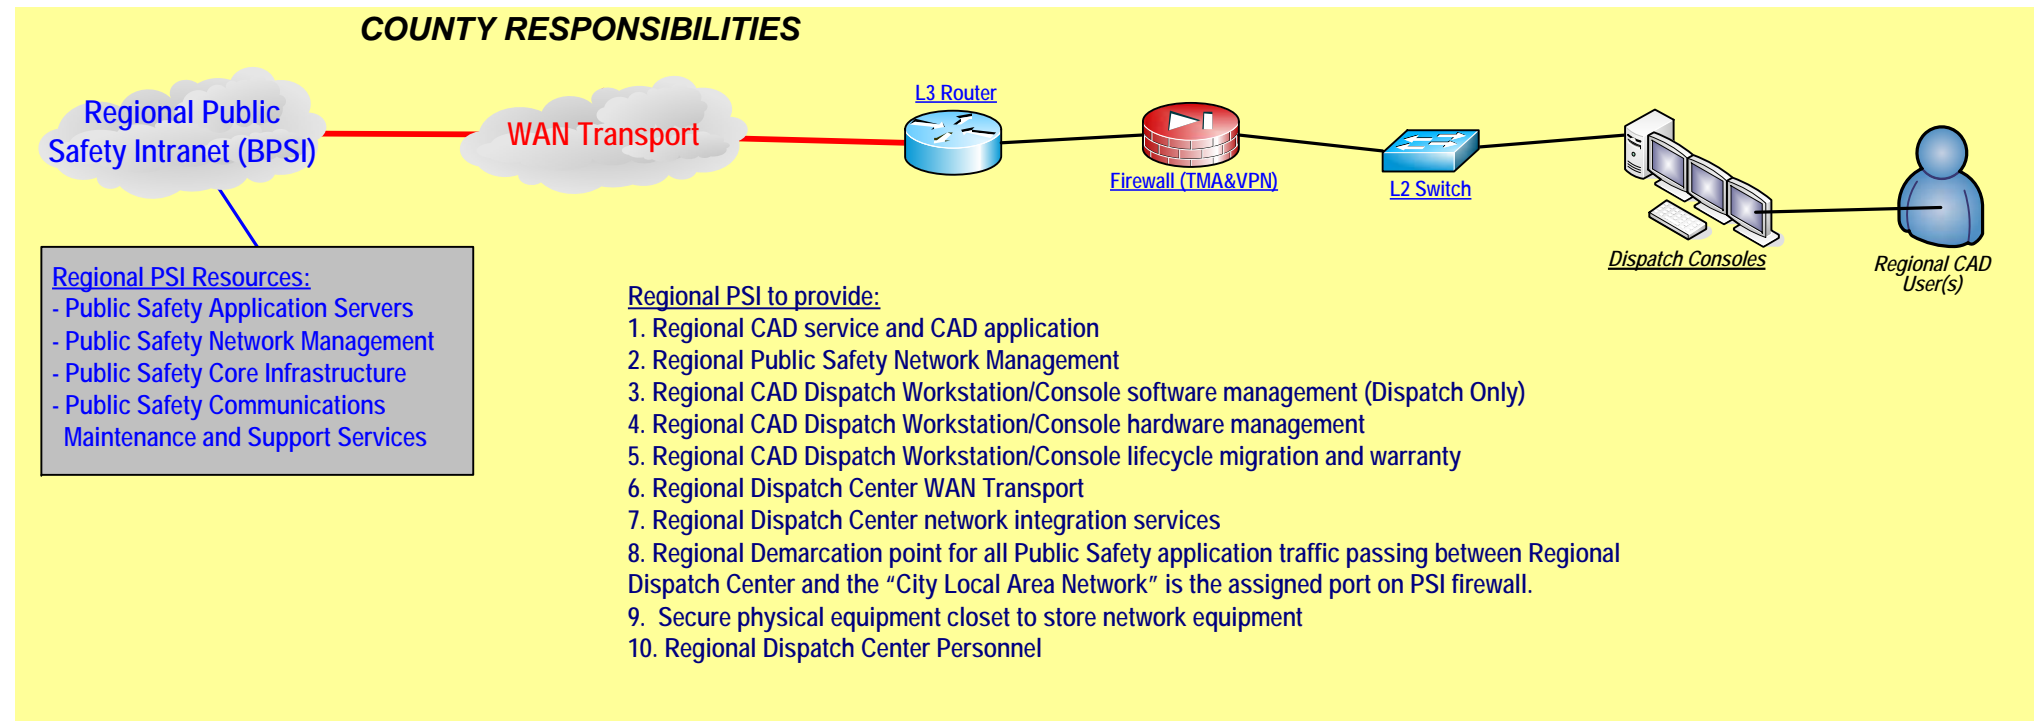 COUNTY RESPONSIBILITIES
Regional Public
Safety Intranet (BPSI)
WAN Transport
L3 Router
Firewall (TMA&VPN)
L2 Switch
Dispatch Consoles
Regional CAD
User(s)
Regional PSI Resources:
- Public Safety Application Servers
- Public Safety Network Management
- Public Safety Core Infrastructure
- Public Safety Communications
Maintenance and Support Services
Regional PSI to provide:
1. Regional CAD service and CAD application
2. Regional Public Safety Network Management
3. Regional CAD Dispatch Workstation/Console software management (Dispatch Only)
4. Regional CAD Dispatch Workstation/Console hardware management
5. Regional CAD Dispatch Workstation/Console lifecycle migration and warranty
6. Regional Dispatch Center WAN Transport
7. Regional Dispatch Center network integration services
8. Regional Demarcation point for all Public Safety application traffic passing between Regional
Dispatch Center and the “City Local Area Network” is the assigned port on PSI firewall.
9.  Secure physical equipment closet to store network equipment
10. Regional Dispatch Center Personnel